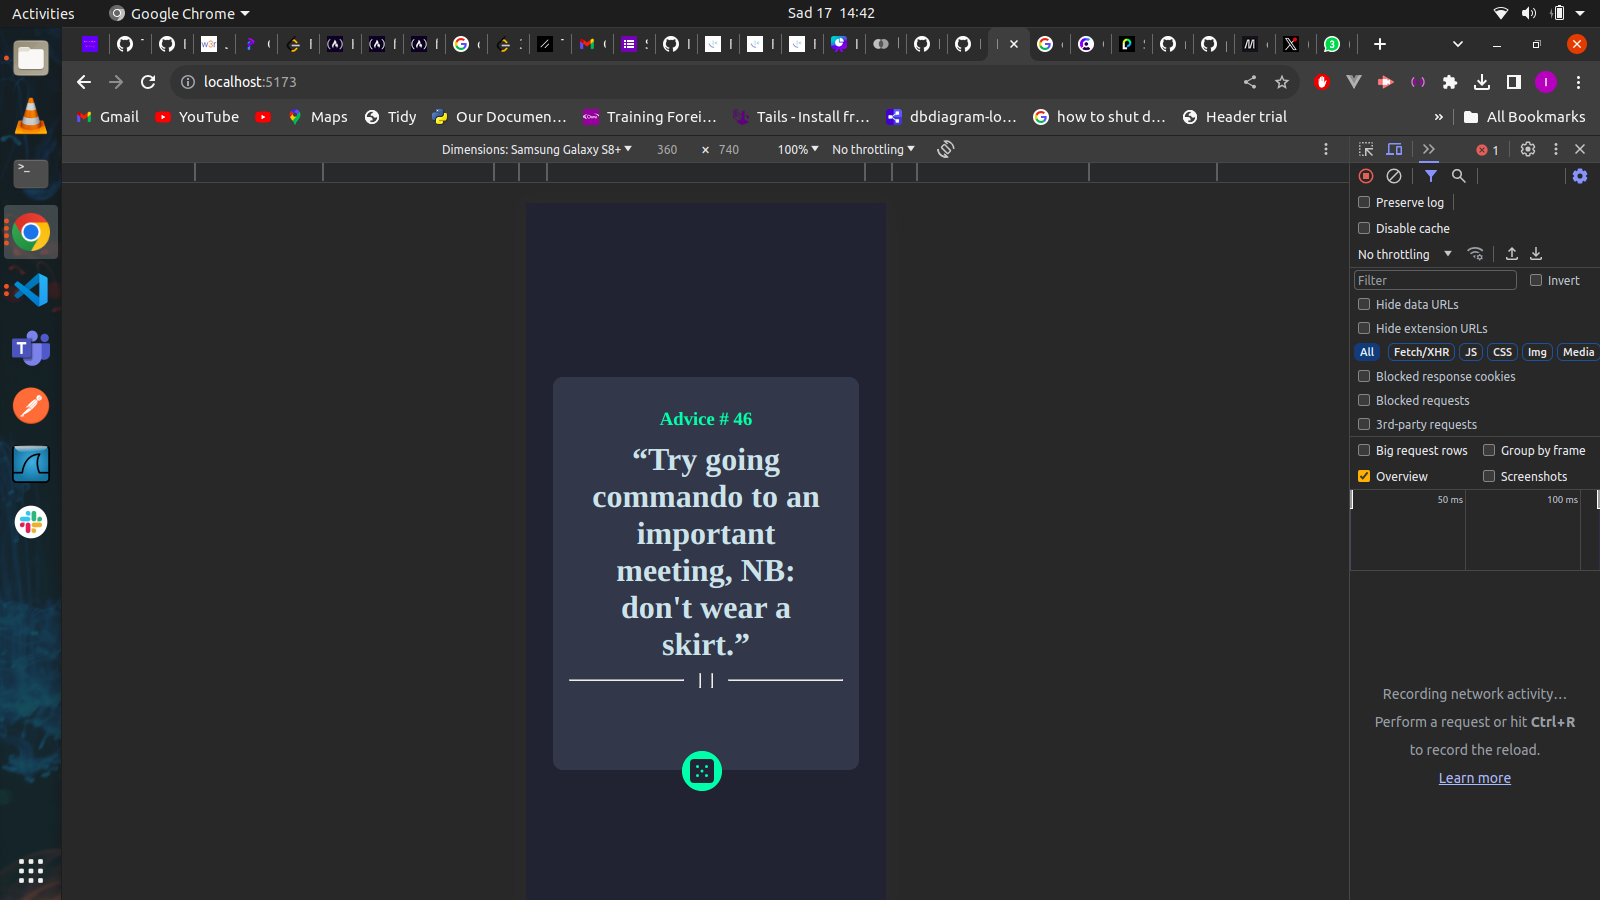 Activities
Google Chrome
Sad 17 14:42
localhost:5173
Gmail
YouTube
Maps
Tidy
Our Documen...
Training Forei...
Tails - Install fr...
dbdiagram-lo...
how to shut d...
Header trial
»
All Bookmarks
Dimensions: Samsung Galaxy S8+
360 × 740
100%
No throttling
1
Preserve log
Disable cache
No throttling
Filter
Invert
Hide data URLs
Hide extension URLs
All
Fetch/XHR
JS
CSS
Img
Media
Blocked response cookies
Blocked requests
3rd-party requests
Big request rows
Group by frame
Overview
Screenshots
50 ms
100 ms
Recording network activity…
Perform a request or hit Ctrl+R
to record the reload.
Learn more
Advice # 46
“Try going
commando to an
important
meeting, NB:
don't wear a
skirt.”